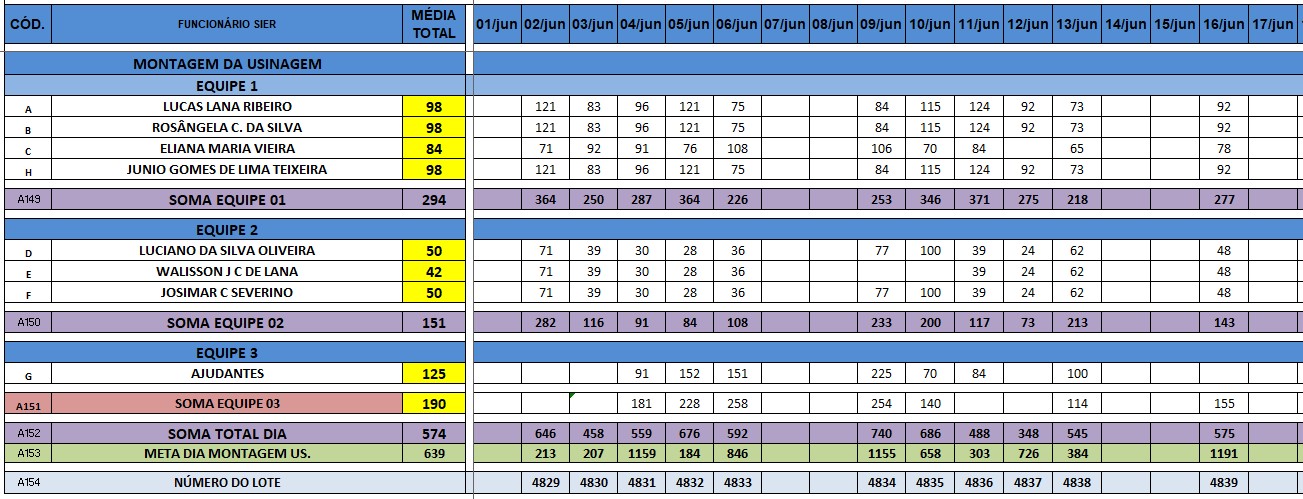 CÓD. FUNCIONÁRIO SIER MÉDIA TOTAL 01/jun 02/jun 03/jun 04/jun 05/jun 06/jun 07/jun 08/jun 09/jun 10/jun 11/jun 12/jun 13/jun 14/jun 15/jun 16/jun 17/jun
MONTAGEM DA USINAGEM
EQUIPE 1
A LUCAS LANA RIBEIRO 98 121 83 96 121 75 84 115 124 92 73 92
B ROSÂNGELA C. DA SILVA 98 121 83 96 121 75 84 115 124 92 73 92
C ELIANA MARIA VIEIRA 84 71 92 91 76 108 106 70 84 65 78
H JUNIO GOMES DE LIMA TEIXEIRA 98 121 83 96 121 75 84 115 124 92 73 92
A149 SOMA EQUIPE 01 294 364 250 287 364 226 253 346 371 275 218 277
EQUIPE 2
D LUCIANO DA SILVA OLIVEIRA 50 71 39 30 28 36 77 100 39 24 62 48
E WALISSON J C DE LANA 42 71 39 30 28 36 39 24 62 48
F JOSIMAR C SEVERINO 50 71 39 30 28 36 77 100 39 24 62 48
A150 SOMA EQUIPE 02 151 282 116 91 84 108 233 200 117 73 213 143
EQUIPE 3
G AJUDANTES 125 91 152 151 225 70 84 100
A151 SOMA EQUIPE 03 190 181 228 258 254 140 114 155
A152 SOMA TOTAL DIA 574 646 458 559 676 592 740 686 488 348 545 575
A153 META DIA MONTAGEM US. 639 213 207 1159 184 846 1155 658 303 726 384 1191
A154 NÚMERO DO LOTE 4829 4830 4831 4832 4833 4834 4835 4836 4837 4838 4839